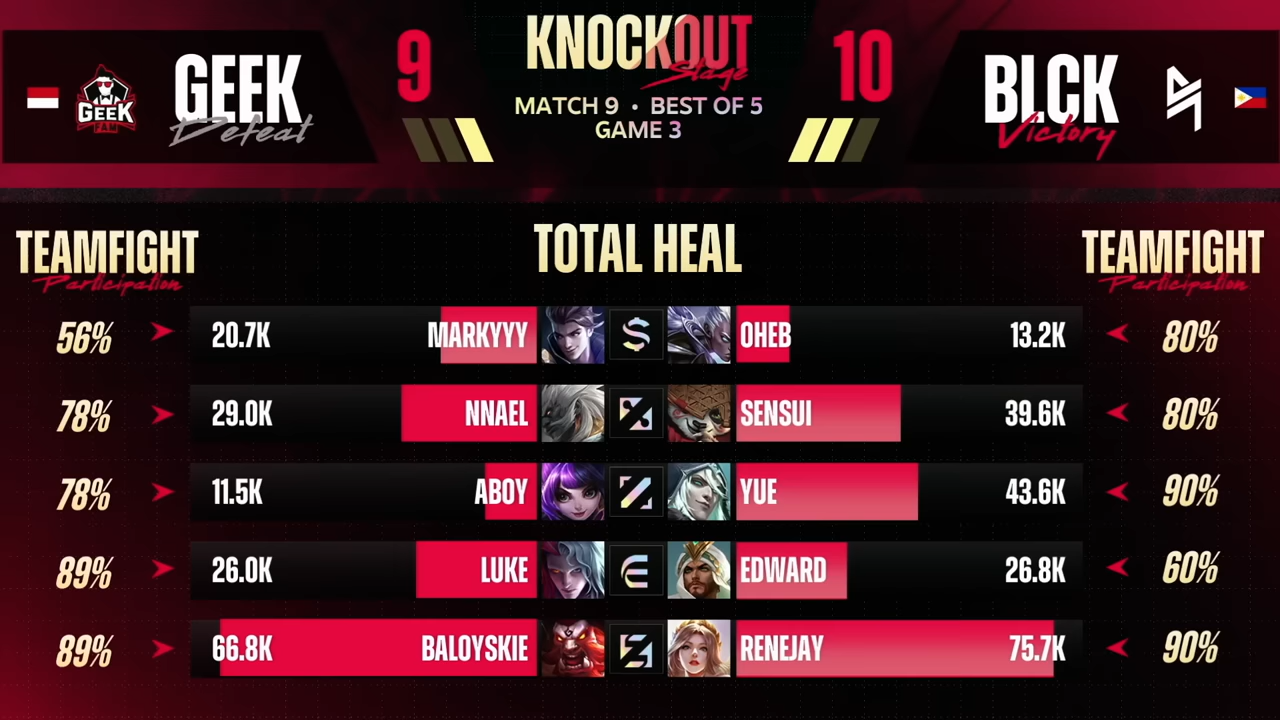 GEEK
Defeat
GEEK
FAM
9
KNOCKOUT
Stage
MATCH 9 • BEST OF 5
GAME 3
10
BLCK
Victory
TEAMFIGHT
Participation
TOTAL HEAL
TEAMFIGHT
Participation
56% 20.7K MARKYYY OHEB 13.2K 80%
78% 29.0K NNAEL SENSUI 39.6K 80%
78% 11.5K ABOY YUE 43.6K 90%
89% 26.0K LUKE EDWARD 26.8K 60%
89% 66.8K BALOYSKIE RENEJAY 75.7K 90%